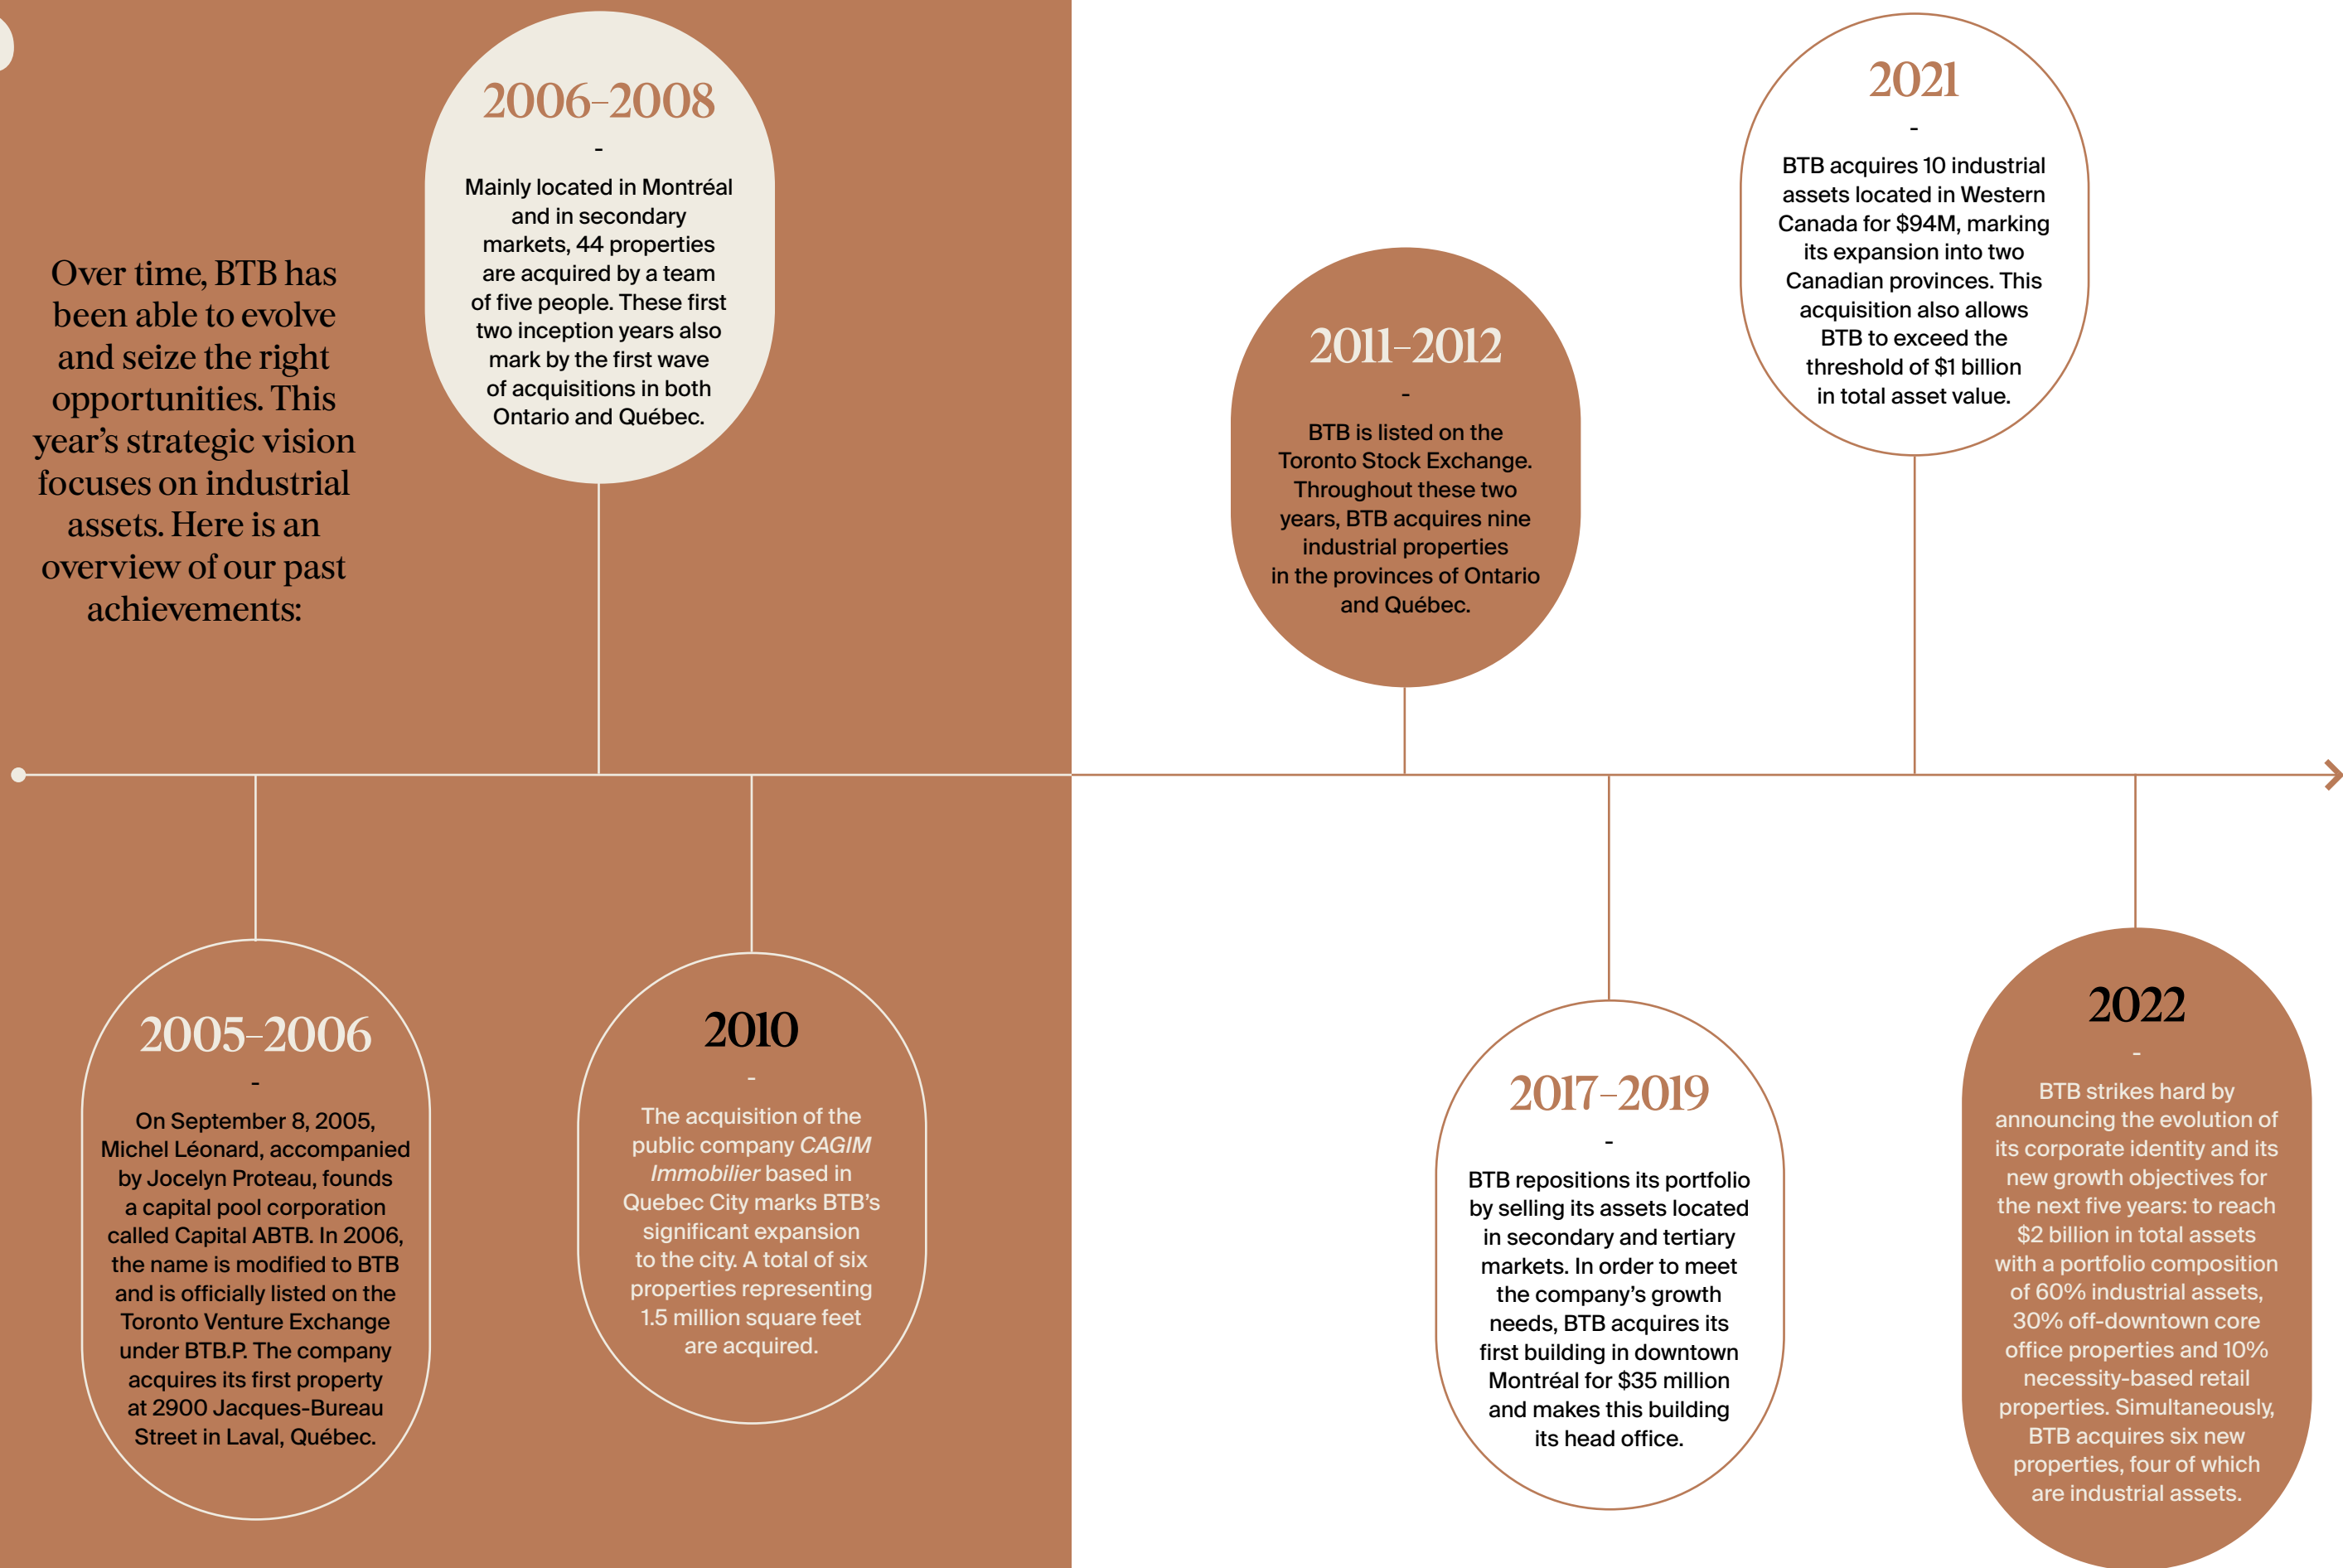 Over time, BTB has
been able to evolve
and seize the right
opportunities. This
year’s strategic vision
focuses on industrial
assets. Here is an
overview of our past
achievements:
2005–2006
-
On September 8, 2005,
Michel Léonard, accompanied
by Jocelyn Proteau, founds
a capital pool corporation
called Capital ABTB. In 2006,
the name is modified to BTB
and is officially listed on the
Toronto Venture Exchange
under BTB.P. The company
acquires its first property
at 2900 Jacques-Bureau
Street in Laval, Québec.
2006–2008
-
Mainly located in Montréal
and in secondary
markets, 44 properties
are acquired by a team
of five people. These first
two inception years also
mark by the first wave
of acquisitions in both
Ontario and Québec.
2010
-
The acquisition of the
public company CAGIM
Immobilier based in
Quebec City marks BTB’s
significant expansion
to the city. A total of six
properties representing
1.5 million square feet
are acquired.
2011–2012
-
BTB is listed on the
Toronto Stock Exchange.
Throughout these two
years, BTB acquires nine
industrial properties
in the provinces of Ontario
and Québec.
2017–2019
-
BTB repositions its portfolio
by selling its assets located
in secondary and tertiary
markets. In order to meet
the company’s growth
needs, BTB acquires its
first building in downtown
Montréal for $35 million
and makes this building
its head office.
2021
-
BTB acquires 10 industrial
assets located in Western
Canada for $94M, marking
its expansion into two
Canadian provinces. This
acquisition also allows
BTB to exceed the
threshold of $1 billion
in total asset value.
2022
-
BTB strikes hard by
announcing the evolution of
its corporate identity and its
new growth objectives for
the next five years: to reach
$2 billion in total assets
with a portfolio composition
of 60% industrial assets,
30% off-downtown core
office properties and 10%
necessity-based retail
properties. Simultaneously,
BTB acquires six new
properties, four of which
are industrial assets.